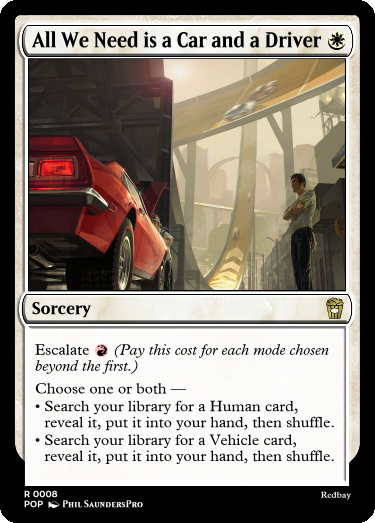 All We Need is a Car and a Driver
Sorcery
Escalate (Pay this cost for each mode chosen
beyond the first.)
Choose one or both —
• Search your library for a Human card,
reveal it, put it into your hand, then shuffle.
• Search your library for a Vehicle card,
reveal it, put it into your hand, then shuffle.
R 0008
POP Phil SaundersPro
Redbay